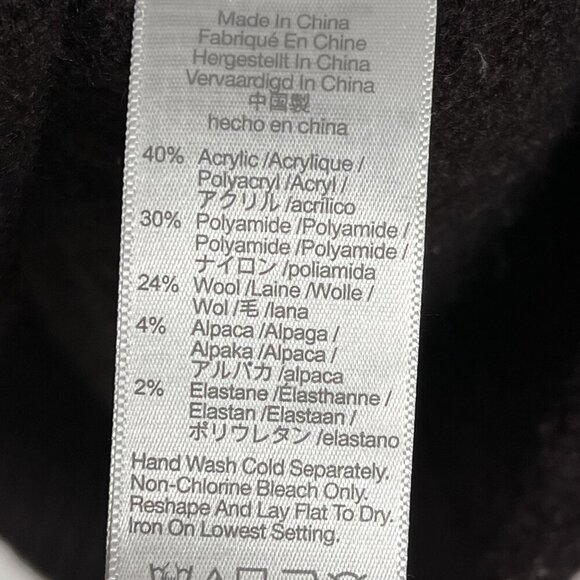 Made In China
Fabriqué En Chine
Hergestellt In China
Vervaardigd In China
中国製
hecho en china
40% Acrylic /Acrylique /
Polyacryl /Acryl /
アクリル /acrílico
30% Polyamide /Polyamide /
Polyamide /Polyamide /
ナイロン /poliamida
24% Wool /Laine /Wolle /
Wol /毛 /lana
4% Alpaca /Alpaga /
Alpaka /Alpaca /
アルパカ /alpaca
2% Elastane /Élasthanne /
Elastan /Elastaan /
ポリウレタン /elastano
Hand Wash Cold Separately.
Non-Chlorine Bleach Only.
Reshape And Lay Flat To Dry.
Iron On Lowest Setting.